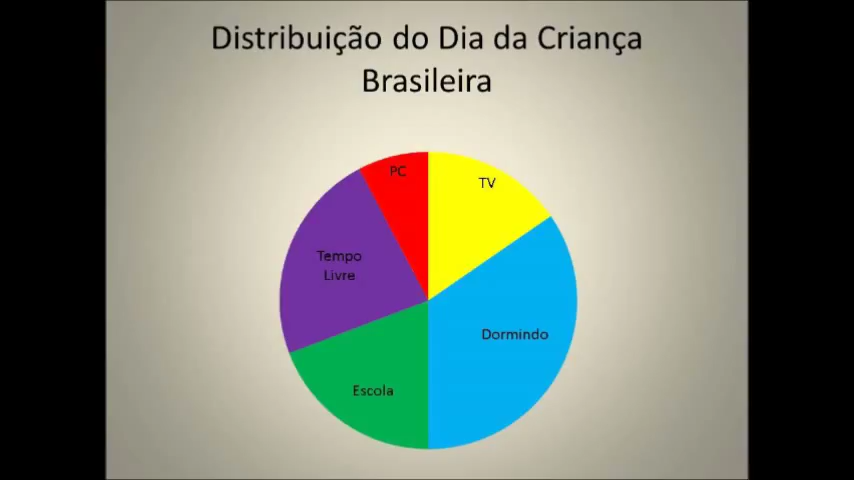 Distribuição do Dia da Criança
Brasileira
PC
TV
Tempo
Livre
Dormindo
Escola